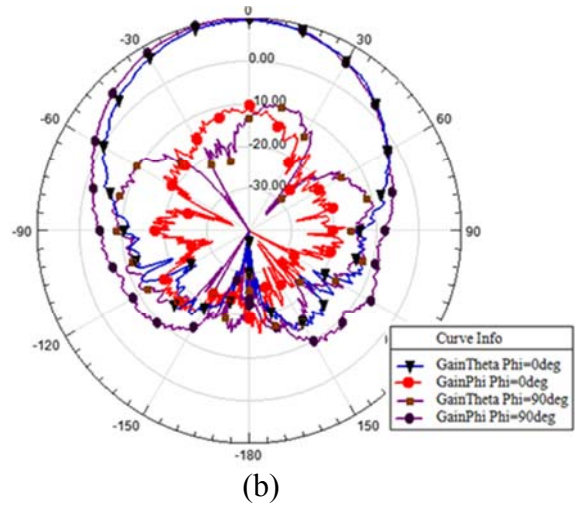 0
-30
30
0.00
-10.00
-60
60
-20.00
-30.00
-90
90
-120
Curve Info
GainTheta Phi=0deg
GainPhi Phi=0deg
GainTheta Phi=90deg
GainPhi Phi=90deg
-150
150
-180
(b)